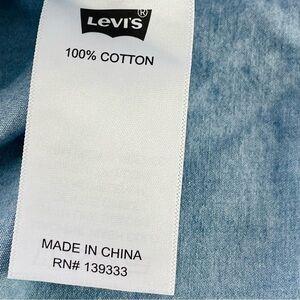 LEVI'S®
100% COTTON
MADE IN CHINA
RN# 139333